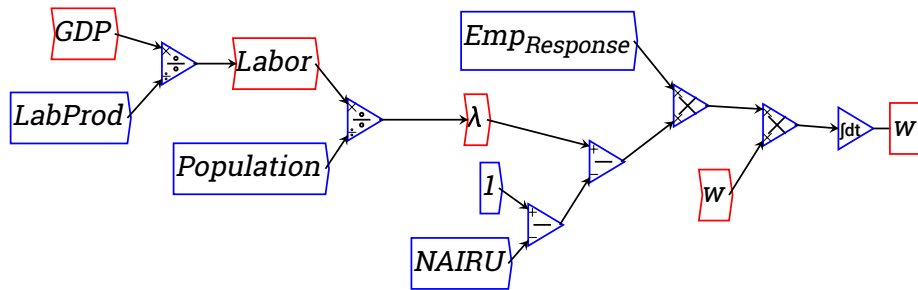 GDP
LabProd
÷
×
÷
Labor
Population
÷
×
÷
λ
1
NAIRU
+
−
−
+
−
−
Emp_Response
×
×
×
w
×
×
×
∫dt
w